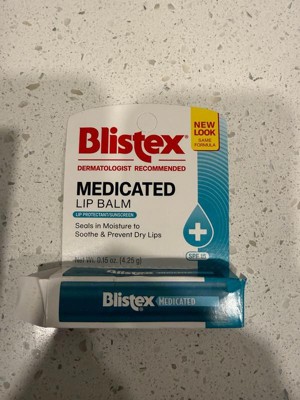 Blistex®
DERMATOLOGIST RECOMMENDED
NEW
LOOK
SAME
FORMULA
MEDICATED
LIP BALM
LIP PROTECTANT/SUNSCREEN
Seals in Moisture to
Soothe & Prevent Dry Lips
SPF 15
Net Wt. 0.15 oz. (4.25 g)
Blistex MEDICATED